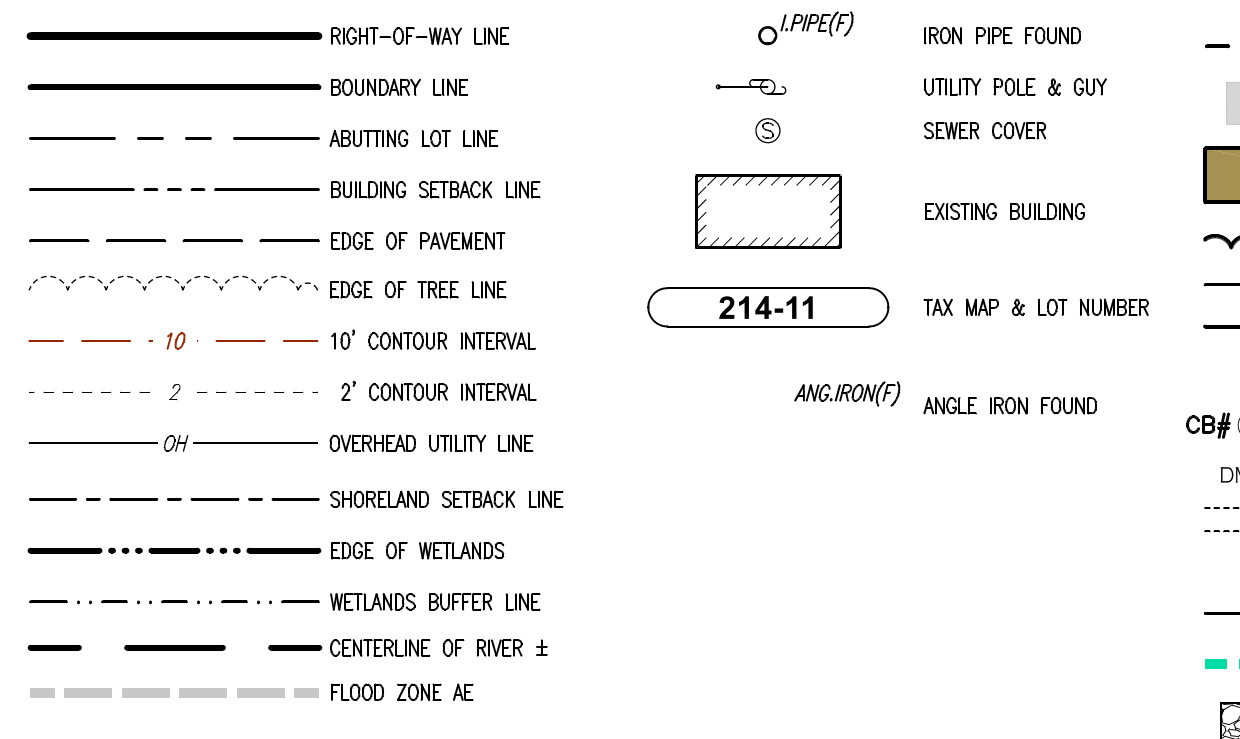 RIGHT-OF-WAY LINE
BOUNDARY LINE
ABUTTING LOT LINE
BUILDING SETBACK LINE
EDGE OF PAVEMENT
EDGE OF TREE LINE
10 10' CONTOUR INTERVAL
2 2' CONTOUR INTERVAL
OH OVERHEAD UTILITY LINE
SHORELAND SETBACK LINE
EDGE OF WETLANDS
WETLANDS BUFFER LINE
CENTERLINE OF RIVER ±
FLOOD ZONE AE
I.PIPE(F) IRON PIPE FOUND
UTILITY POLE & GUY
S SEWER COVER
EXISTING BUILDING
214-11 TAX MAP & LOT NUMBER
ANG.IRON(F) ANGLE IRON FOUND
CB#